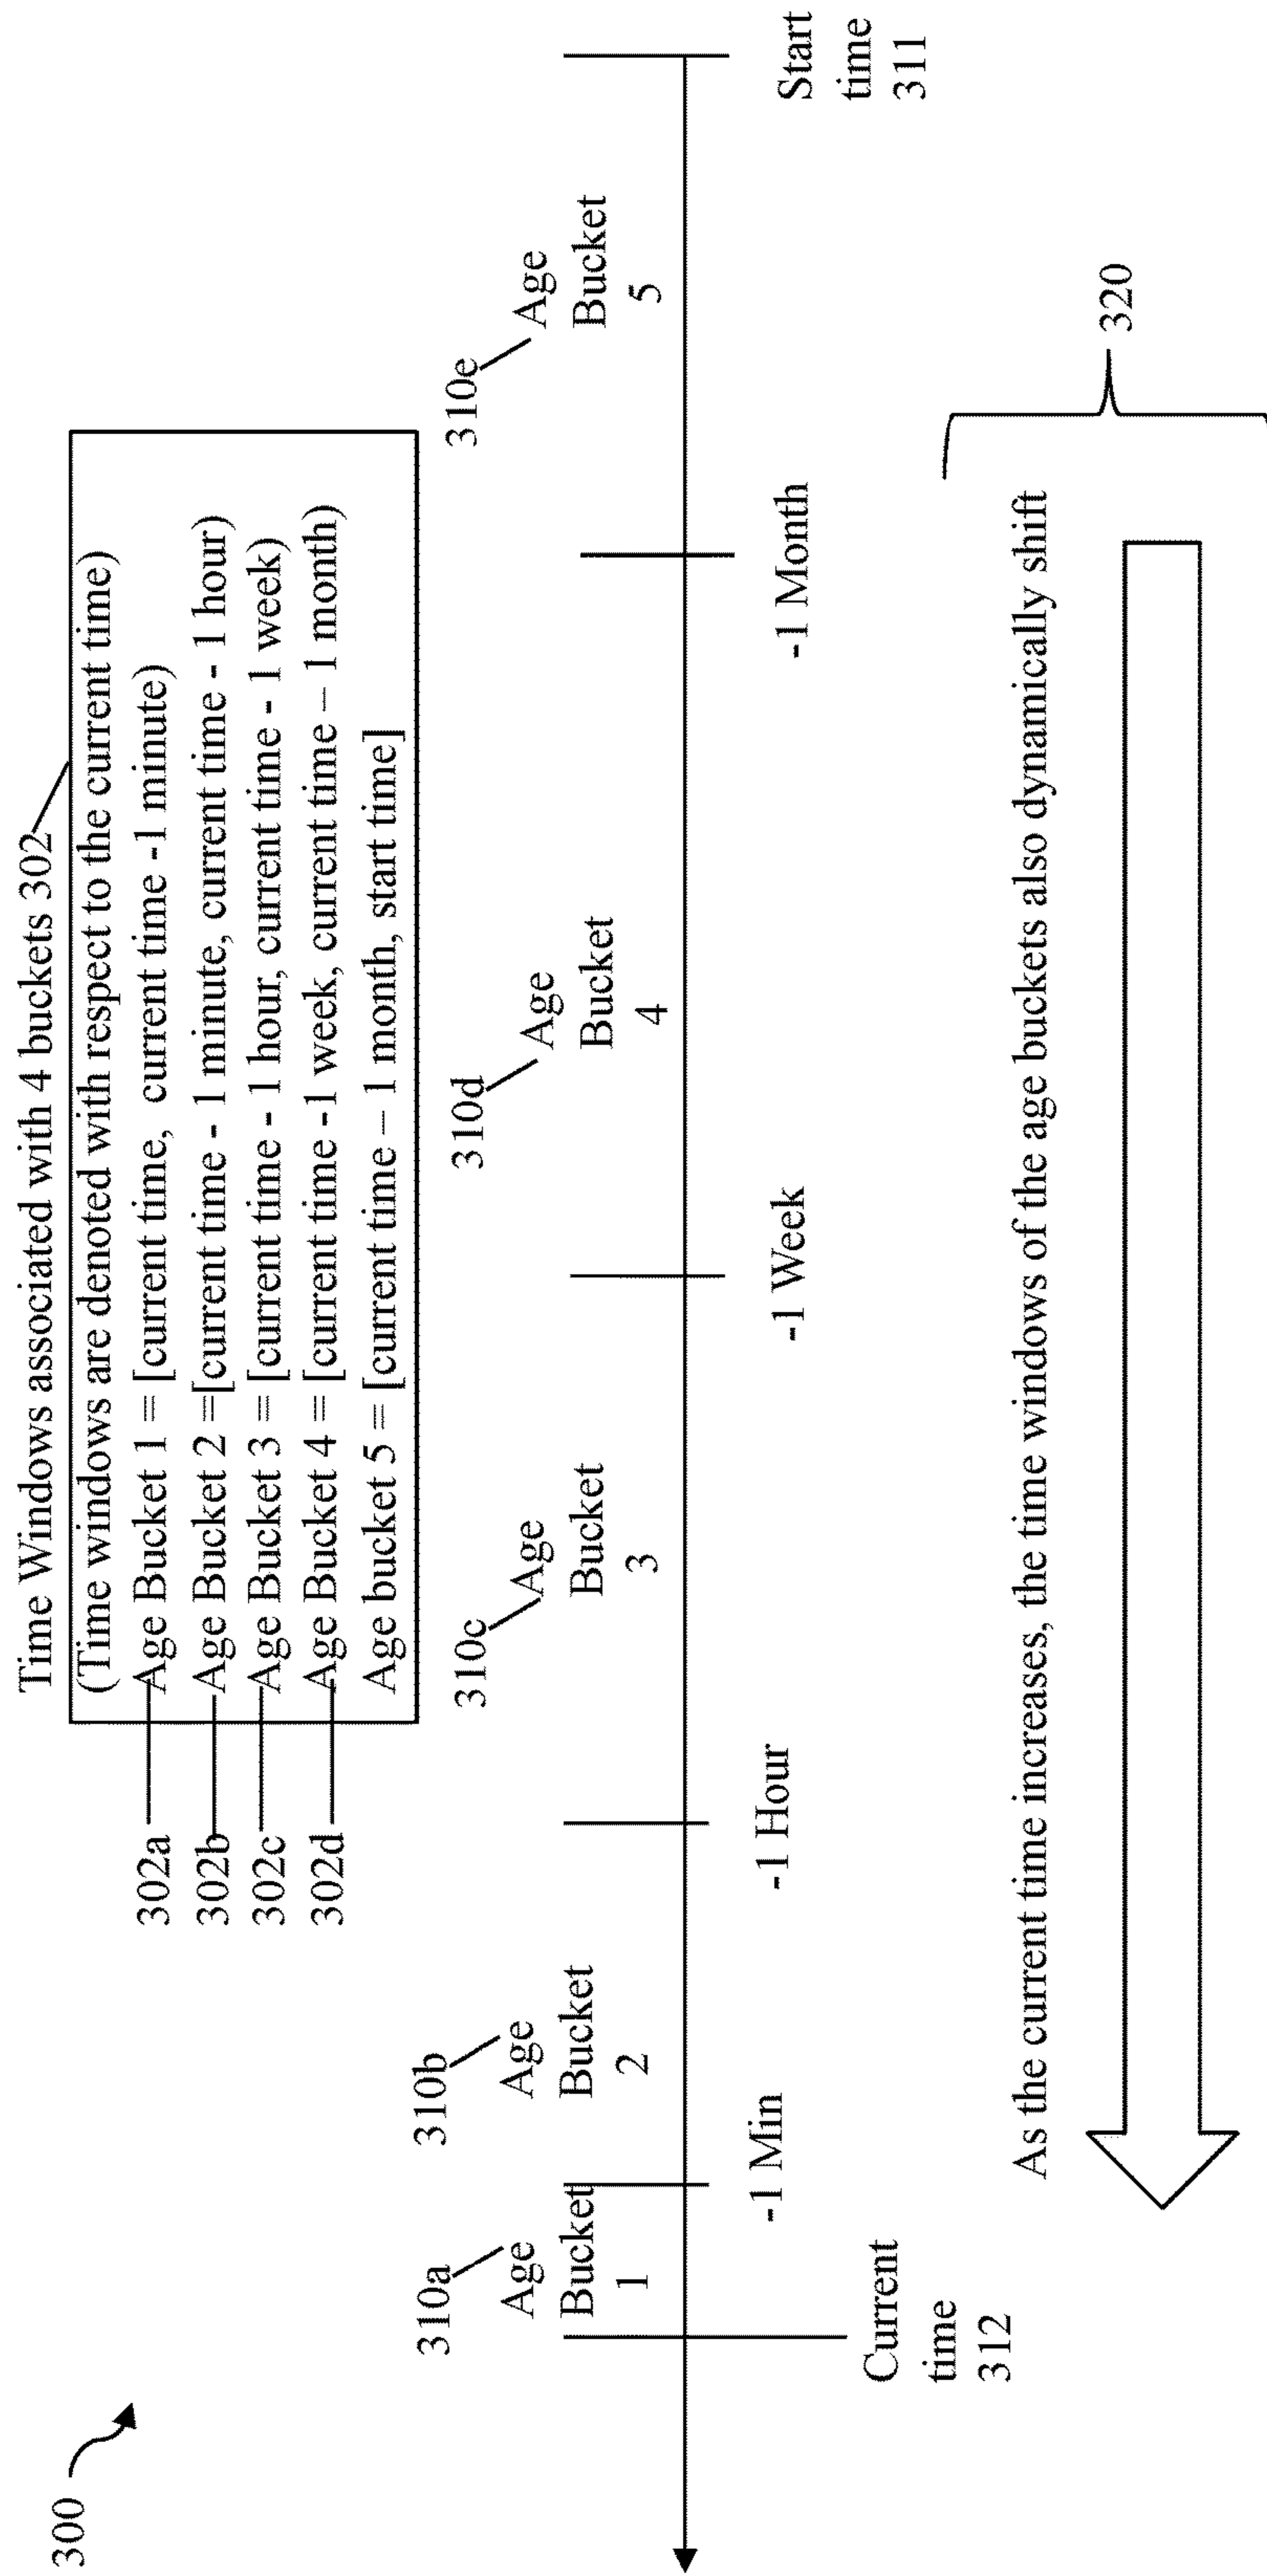 300
Time Windows associated with 4 buckets 302
(Time windows are denoted with respect to the current time)
302a
Age Bucket 1 = [current time, current time -1 minute)
302b
Age Bucket 2 =[current time - 1 minute, current time - 1 hour)
302c
Age Bucket 3 = [current time - 1 hour, current time - 1 week)
302d
Age Bucket 4 = [current time -1 week, current time – 1 month)
Age bucket 5 = [current time – 1 month, start time]
310a
Age
Bucket
1
310b
Age
Bucket
2
310c
Age
Bucket
3
310d
Age
Bucket
4
310e
Age
Bucket
5
Current
time
312
-1 Min
-1 Hour
-1 Week
-1 Month
Start
time
311
As the current time increases, the time windows of the age buckets also dynamically shift
320